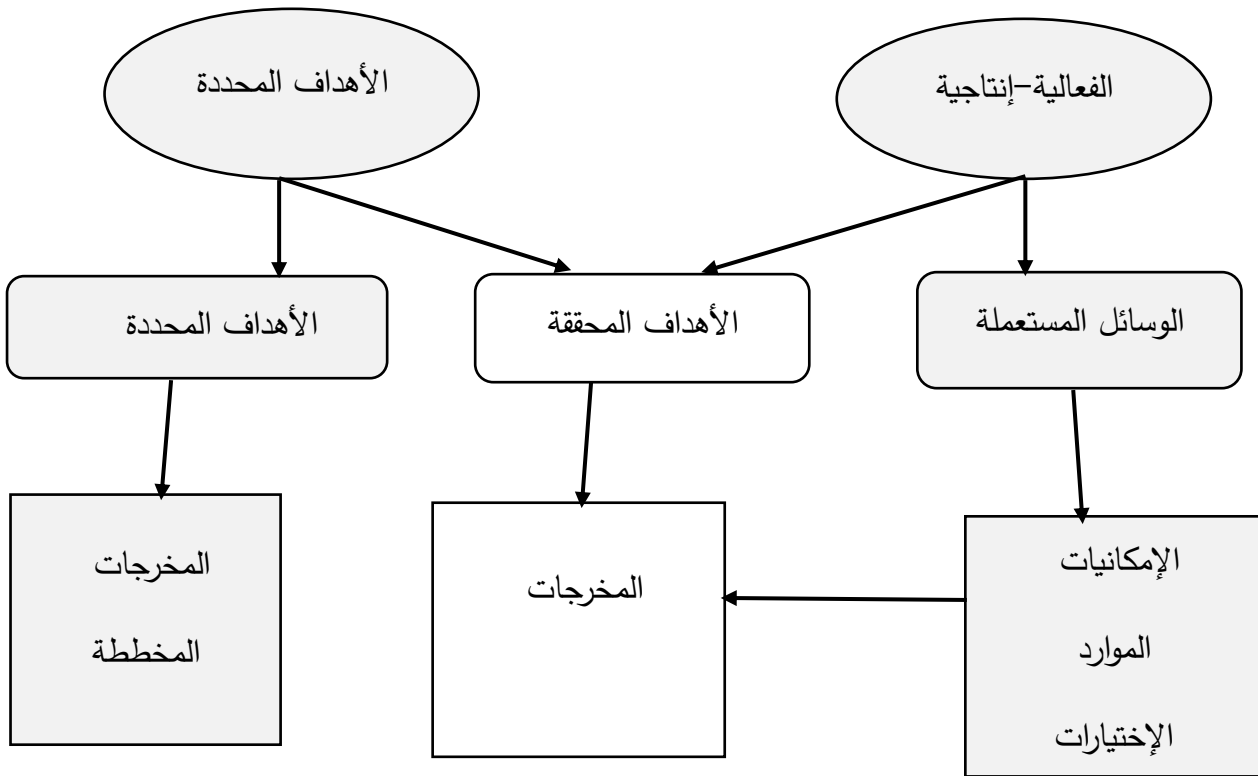 الفعالية-إنتاجية
الأهداف المحددة
الوسائل المستعملة
الأهداف المحققة
الأهداف المحددة
الإمكانيات
الموارد
الإختيارات
المخرجات
المخرجات
المخططة